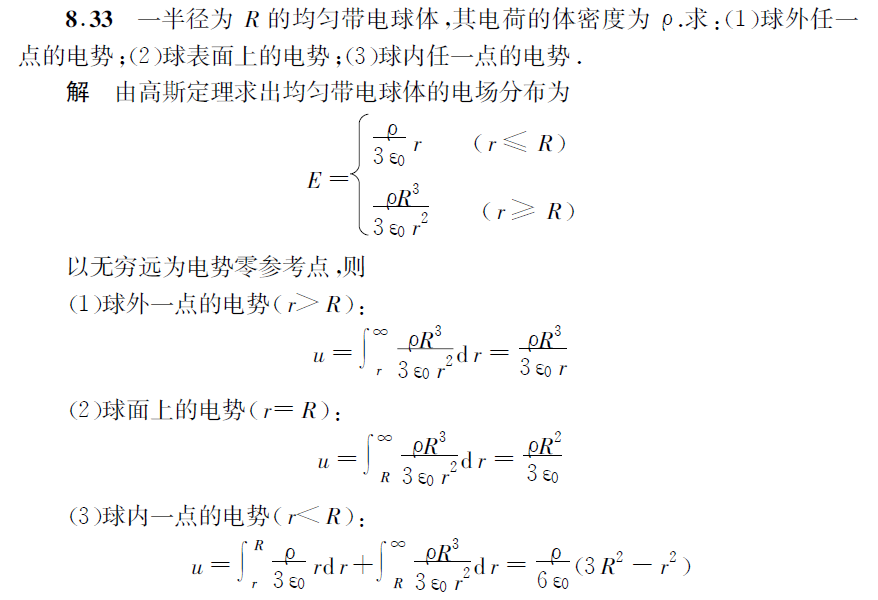 8.33 一半径为 R 的均匀带电球体,其电荷的体密度为 ρ.求:(1)球外任一
点的电势;(2)球表面上的电势;(3)球内任一点的电势.
解 由高斯定理求出均匀带电球体的电场分布为
E = { ρ/(3ε₀) r (r ≤ R)
ρR³/(3ε₀r²) (r ≥ R)
以无穷远为电势零参考点,则
(1)球外一点的电势(r> R):
u = ∫_r^∞ ρR³/(3ε₀r²) dr = ρR³/(3ε₀r)
(2)球面上的电势(r= R):
u = ∫_R^∞ ρR³/(3ε₀r²) dr = ρR²/(3ε₀)
(3)球内一点的电势(r< R):
u = ∫_r^R ρ/(3ε₀) rdr + ∫_R^∞ ρR³/(3ε₀r²) dr = ρ/(6ε₀) (3R² − r²)